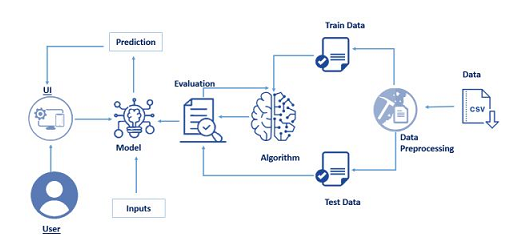 Train Data
Prediction
Data
Evaluation
UI
CSV
Model
Algorithm
Data
Preprocessing
Test Data
Inputs
User